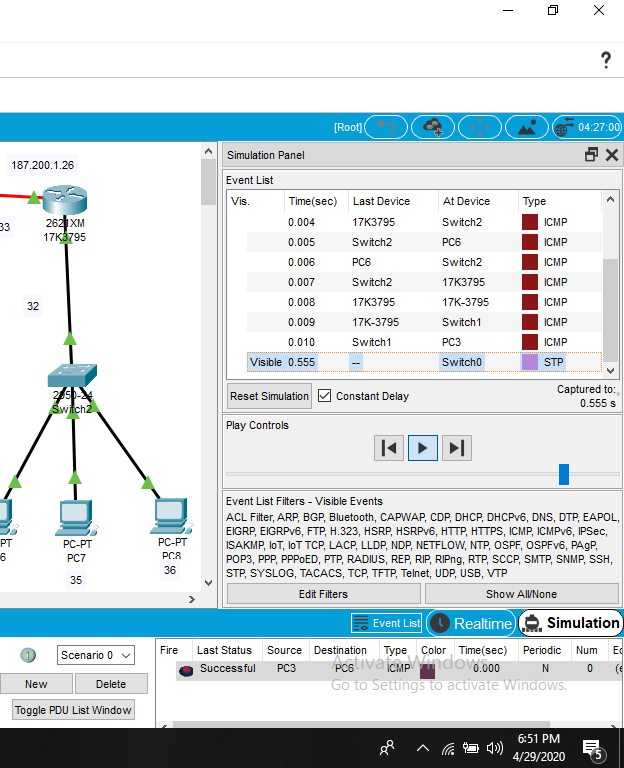 ?
[Root]
04:27:00
187.200.1.26
33
2621XM
17K3795
32
2950-24
Switch2
PT
6
PC-PT
PC7
PC-PT
PC8
35
36
Simulation Panel
Event List
Vis. Time(sec) Last Device At Device Type
0.004 17K3795 Switch2 ICMP
0.005 Switch2 PC6 ICMP
0.006 PC6 Switch2 ICMP
0.007 Switch2 17K3795 ICMP
0.008 17K3795 17K-3795 ICMP
0.009 17K-3795 Switch1 ICMP
0.010 Switch1 PC3 ICMP
Visible 0.555 -- Switch0 STP
Reset Simulation Constant Delay Captured to:
0.555 s
Play Controls
Event List Filters - Visible Events
ACL Filter, ARP, BGP, Bluetooth, CAPWAP, CDP, DHCP, DHCPv6, DNS, DTP, EAPOL,
EIGRP, EIGRPv6, FTP, H.323, HSRP, HSRPv6, HTTP, HTTPS, ICMP, ICMPv6, IPSec,
ISAKMP, IoT, IoT TCP, LACP, LLDP, NDP, NETFLOW, NTP, OSPF, OSPFv6, PAgP,
POP3, PPP, PPPoED, PTP, RADIUS, REP, RIP, RIPng, RTP, SCCP, SMTP, SNMP, SSH,
STP, SYSLOG, TACACS, TCP, TFTP, Telnet, UDP, USB, VTP
Edit Filters Show All/None
Event List Realtime Simulation
Scenario 0
New Delete
Toggle PDU List Window
Fire Last Status Source Destination Type Color Time(sec) Periodic Num Ed
Successful PC3 PC6 ICMP 0.000 N 0 (e
Activate Windows
Go to Settings to activate Windows.
6:51 PM
4/29/2020
5